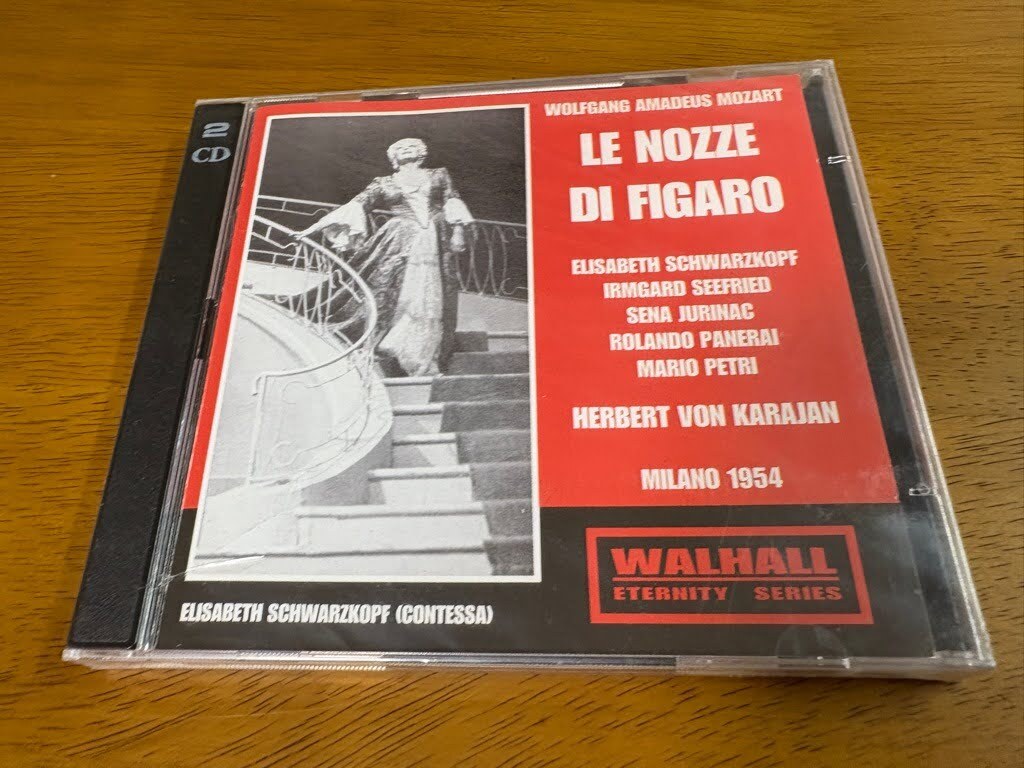 2
CD
WOLFGANG AMADEUS MOZART
LE NOZZE
DI FIGARO
ELISABETH SCHWARZKOPF
IRMGARD SEEFRIED
SENA JURINAC
ROLANDO PANERAI
MARIO PETRI
HERBERT VON KARAJAN
MILANO 1954
WALHALL
ETERNITY SERIES
ELISABETH SCHWARZKOPF (CONTESSA)